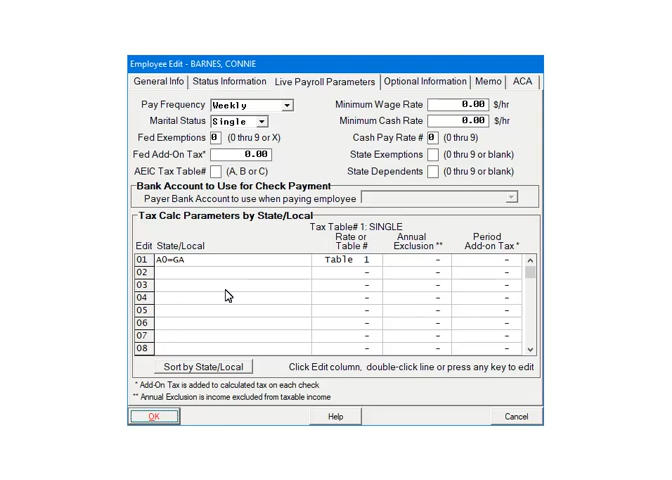 Employee Edit - BARNES, CONNIE
General Info Status Information Live Payroll Parameters Optional Information Memo ACA
Pay Frequency Weekly Minimum Wage Rate 0.00 $/hr
Marital Status Single Minimum Cash Rate 0.00 $/hr
Fed Exemptions 0 (0 thru 9 or X) Cash Pay Rate # 0 (0 thru 9)
Fed Add-On Tax* 0.00 State Exemptions (0 thru 9 or blank)
AEIC Tax Table# (A, B or C) State Dependents (0 thru 9 or blank)
Bank Account to Use for Check Payment
Payer Bank Account to use when paying employee
Tax Calc Parameters by State/Local
Tax Table# 1: SINGLE
Rate or Annual Period
Edit State/Local Table # Exclusion ** Add-on Tax *
01 A0=GA Table 1 - -
02 - - -
03 - - -
04 - - -
05 - - -
06 - - -
07 - - -
08 - - -
Sort by State/Local Click Edit column, double-click line or press any key to edit
* Add-On Tax is added to calculated tax on each check
** Annual Exclusion is income excluded from taxable income
OK Help Cancel